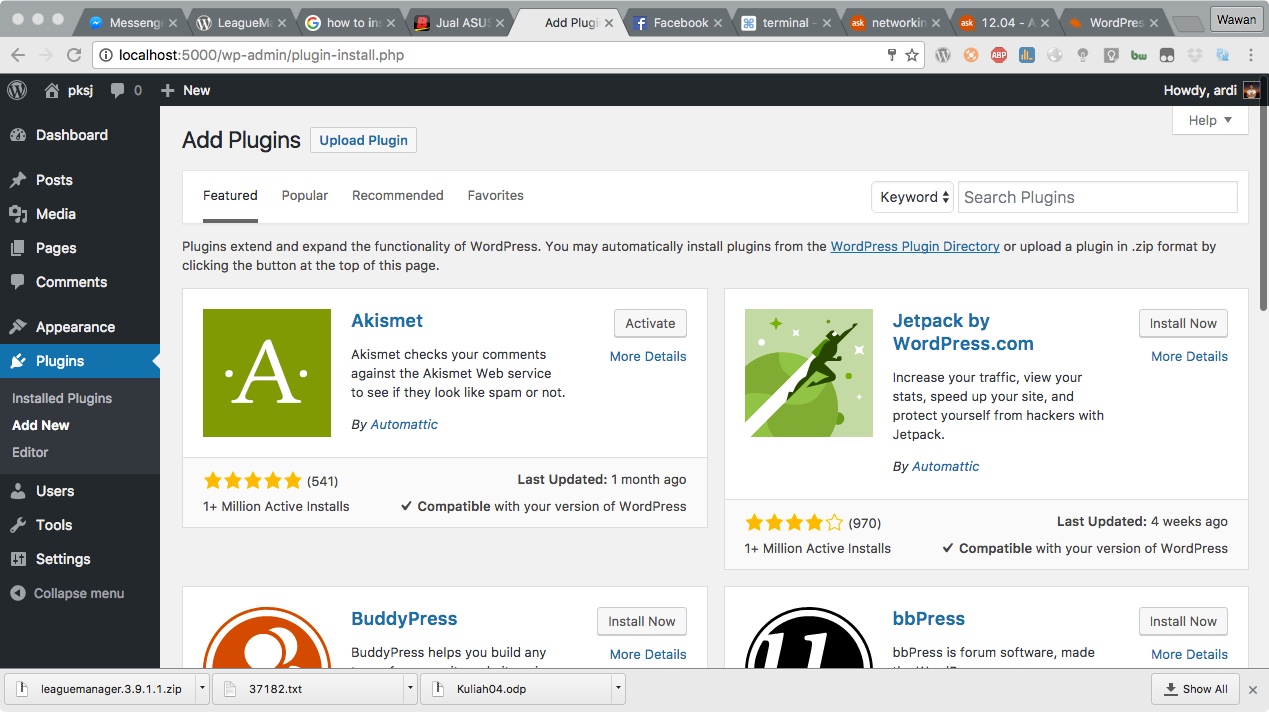 Messenge
LeagueMa
how to ins
Jual ASUS
Add Plugi
Facebook
terminal -
networkin
12.04 - A
WordPres
Wawan
localhost:5000/wp-admin/plugin-install.php
ABP
bw
pksj
0
New
Howdy, ardi
Dashboard
Posts
Media
Pages
Comments
Appearance
Plugins
Installed Plugins
Add New
Editor
Users
Tools
Settings
Collapse menu
Help
Add Plugins
Upload Plugin
Featured
Popular
Recommended
Favorites
Keyword
Search Plugins
Plugins extend and expand the functionality of WordPress. You may automatically install plugins from the WordPress Plugin Directory or upload a plugin in .zip format by
clicking the button at the top of this page.
A
Akismet
Activate
More Details
Akismet checks your comments
against the Akismet Web service
to see if they look like spam or not.
By Automattic
(541)
Last Updated: 1 month ago
1+ Million Active Installs
Compatible with your version of WordPress
Jetpack by
WordPress.com
Install Now
More Details
Increase your traffic, view your
stats, speed up your site, and
protect yourself from hackers with
Jetpack.
By Automattic
(970)
Last Updated: 4 weeks ago
1+ Million Active Installs
Compatible with your version of WordPress
BuddyPress
Install Now
More Details
BuddyPress helps you build any
bbPress
Install Now
More Details
bbPress is forum software, made
leaguemanager.3.9.1.1.zip
37182.txt
Kuliah04.odp
Show All